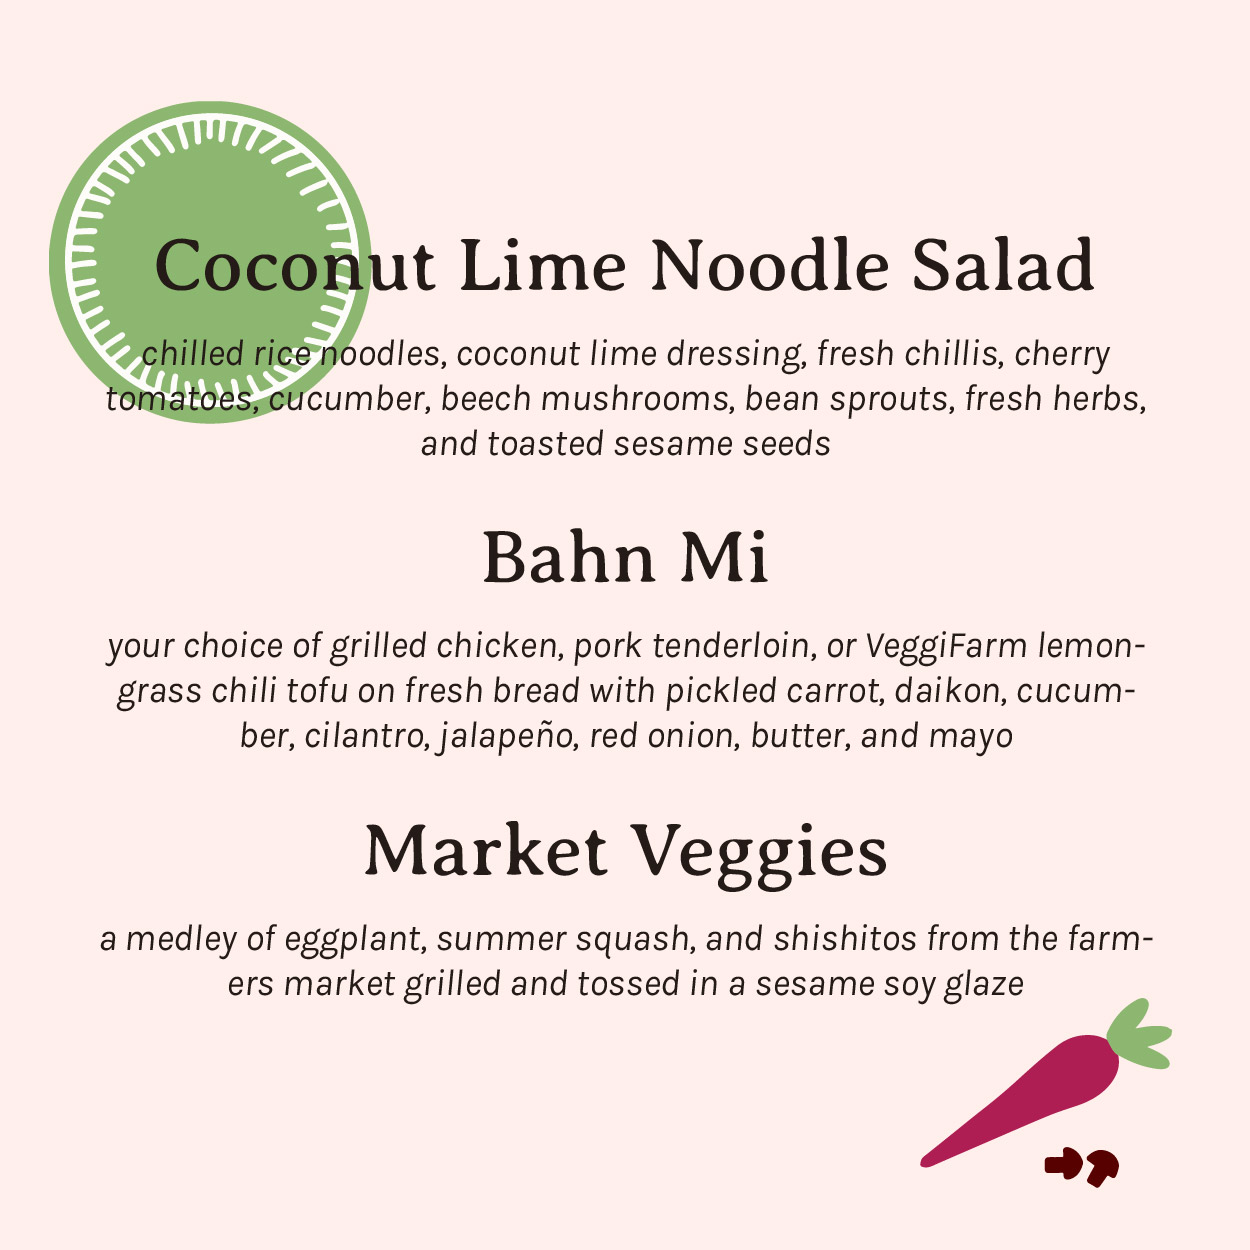 Coconut Lime Noodle Salad
chilled rice noodles, coconut lime dressing, fresh chillis, cherry
tomatoes, cucumber, beech mushrooms, bean sprouts, fresh herbs,
and toasted sesame seeds
Bahn Mi
your choice of grilled chicken, pork tenderloin, or VeggiFarm lemon-
grass chili tofu on fresh bread with pickled carrot, daikon, cucum-
ber, cilantro, jalapeño, red onion, butter, and mayo
Market Veggies
a medley of eggplant, summer squash, and shishitos from the farm-
ers market grilled and tossed in a sesame soy glaze